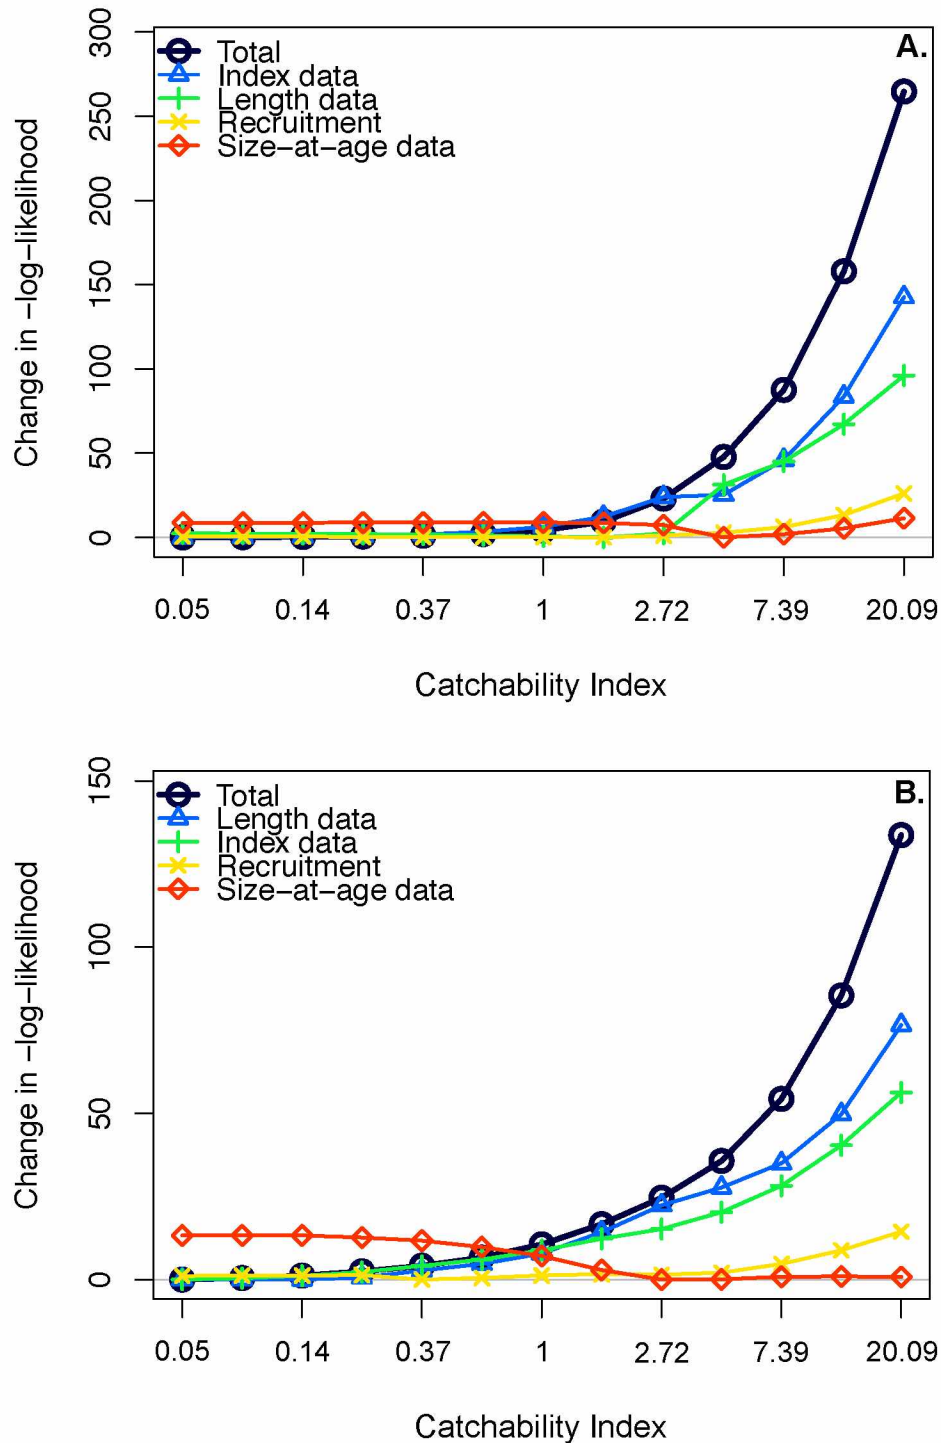 A.
Total
Index data
Length data
Recruitment
Size−at−age data
Change in −log−likelihood
300
250
200
150
100
50
0
0.05 0.14 0.37 1 2.72 7.39 20.09
Catchability Index
B.
Total
Length data
Index data
Recruitment
Size−at−age data
Change in −log−likelihood
150
100
50
0
0.05 0.14 0.37 1 2.72 7.39 20.09
Catchability Index